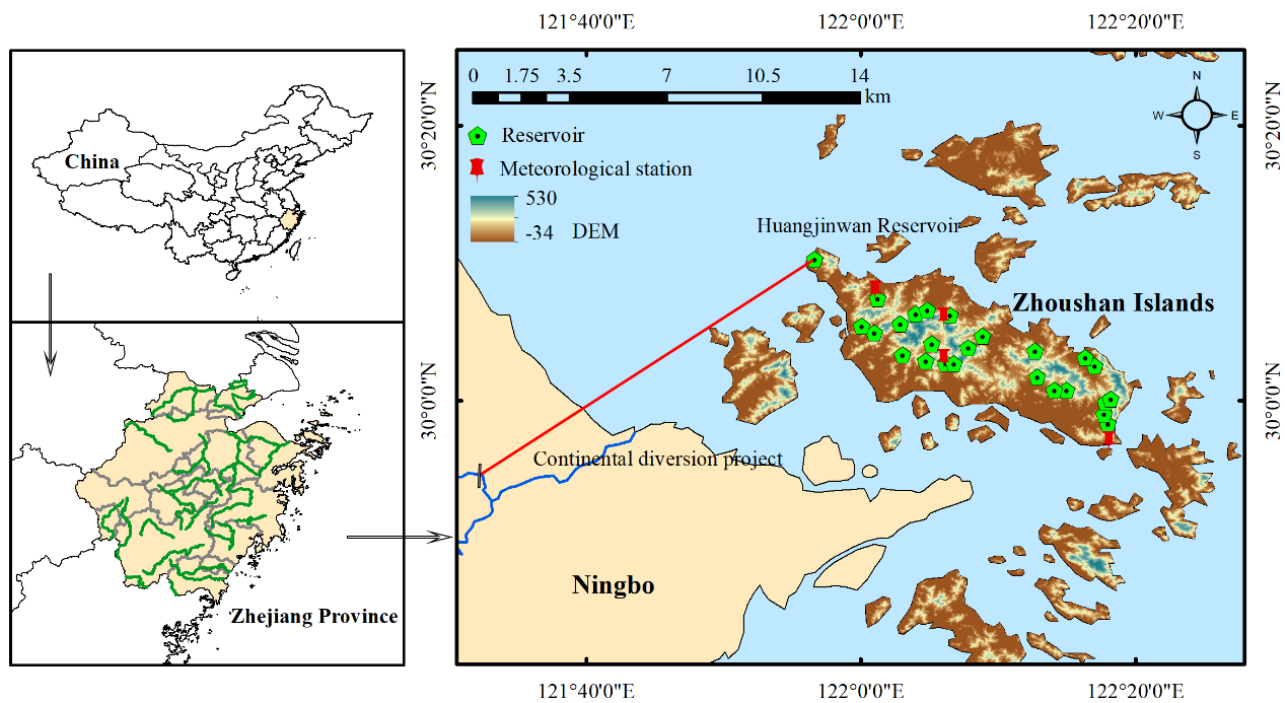 121°40'0"E 122°0'0"E 122°20'0"E
China
0 1.75 3.5 7 10.5 14
km
N
W E
S
30°20'0"N 30°20'0"N
Reservoir
Meteorological station
530
-34 DEM
Huangjinwan Reservoir
Zhoushan Islands
30°0'0"N 30°0'0"N
Continental diversion project
Ningbo
Zhejiang Province
121°40'0"E 122°0'0"E 122°20'0"E